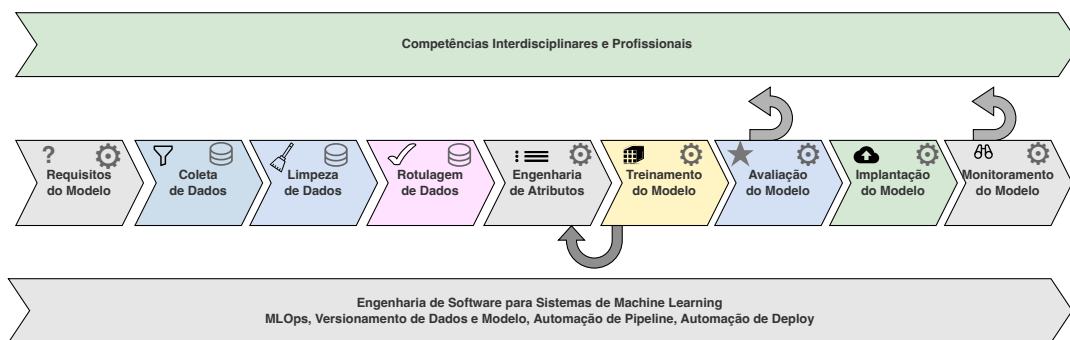 Competências Interdisciplinares e Profissionais
?
Requisitos
do Modelo
Coleta
de Dados
Limpeza
de Dados
Rotulagem
de Dados
Engenharia
de Atributos
Treinamento
do Modelo
Avaliação
do Modelo
Implantação
do Modelo
Monitoramento
do Modelo
Engenharia de Software para Sistemas de Machine Learning
MLOps, Versionamento de Dados e Modelo, Automação de Pipeline, Automação de Deploy